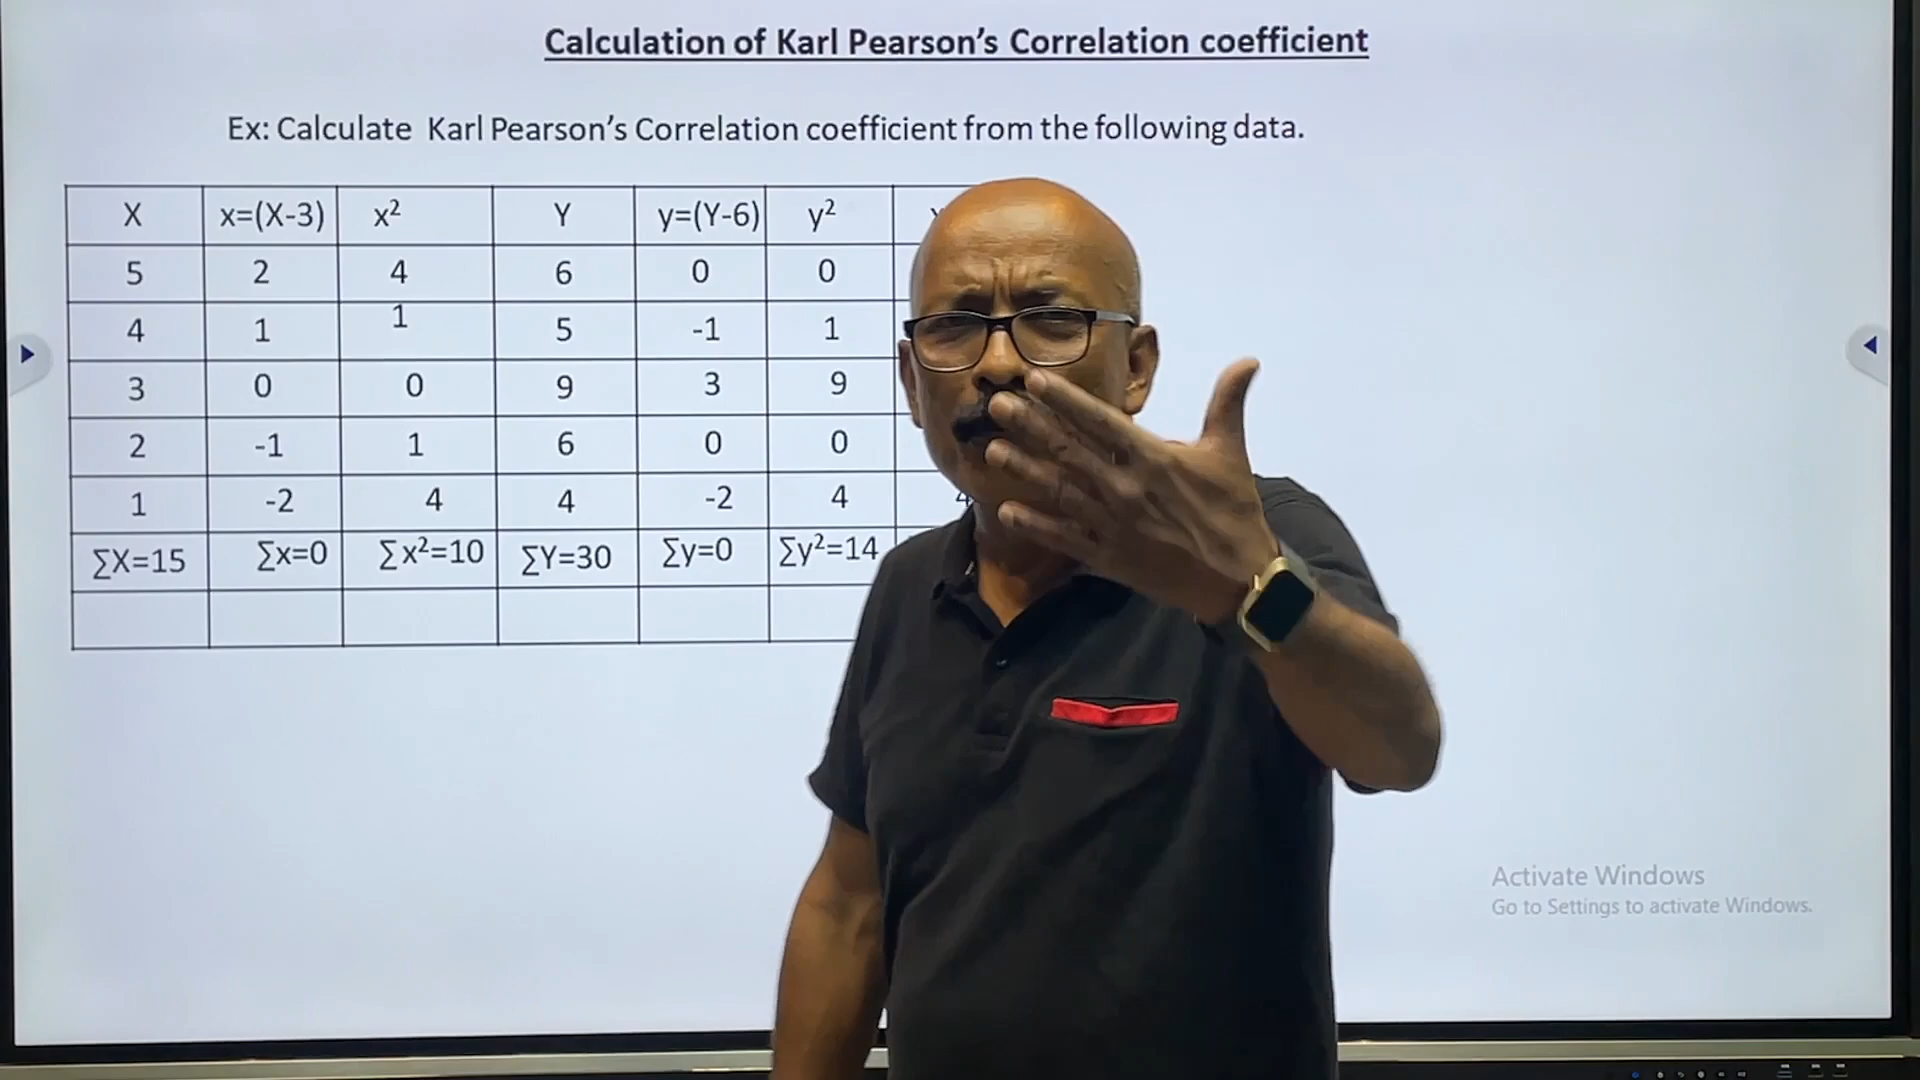 Calculation of Karl Pearson’s Correlation coefficient
Ex: Calculate Karl Pearson’s Correlation coefficient from the following data.
X x=(X-3) x² Y y=(Y-6) y²
5 2 4 6 0 0
4 1 1 5 -1 1
3 0 0 9 3 9
2 -1 1 6 0 0
1 -2 4 4 -2 4 4
∑X=15 ∑x=0 ∑x²=10 ∑Y=30 ∑y=0 ∑y²=14
Activate Windows
Go to Settings to activate Windows.